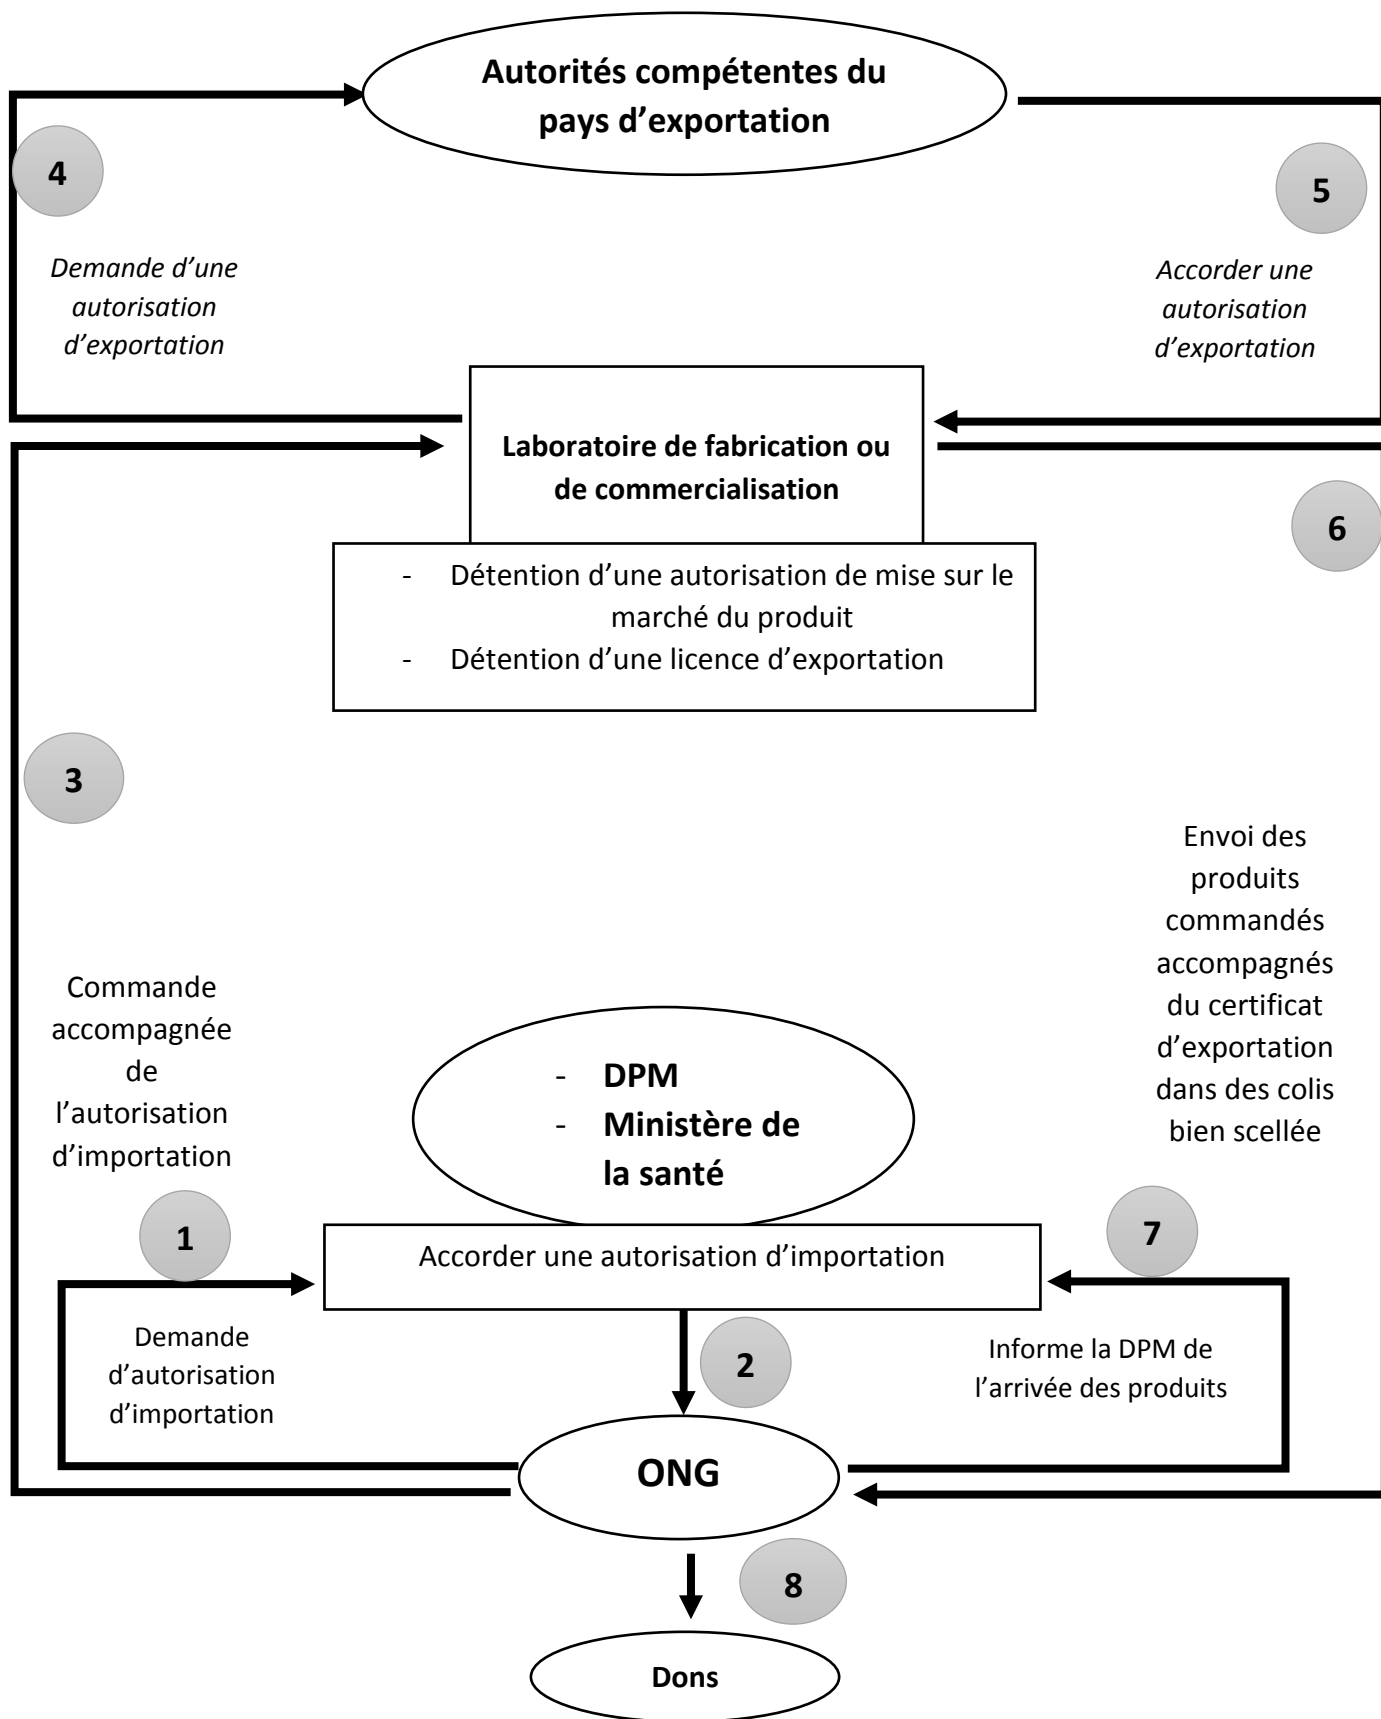 Autorités compétentes du
pays d’exportation
4
5
Demande d’une
autorisation
d’exportation
Accorder une
autorisation
d’exportation
Laboratoire de fabrication ou
de commercialisation
6
- Détention d’une autorisation de mise sur le
marché du produit
- Détention d’une licence d’exportation
3
Envoi des
produits
commandés
accompagnés
du certificat
d’exportation
dans des colis
bien scellée
Commande
accompagnée
de
l’autorisation
d’importation
- DPM
- Ministère de
la santé
1
7
Accorder une autorisation d’importation
Demande
d’autorisation
d’importation
2
Informe la DPM de
l’arrivée des produits
ONG
8
Dons